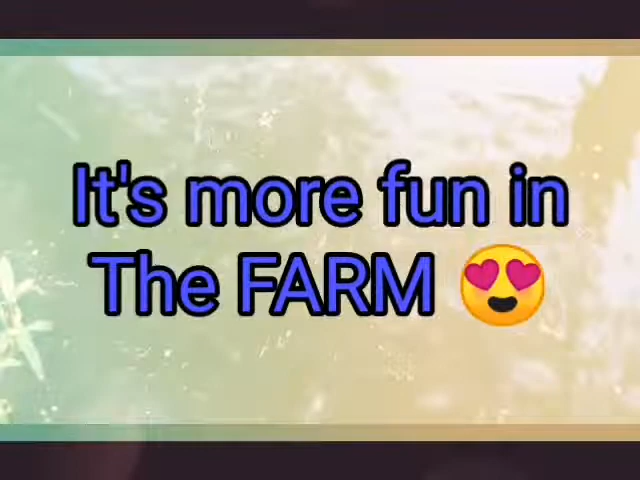 It's more fun in
The FARM 😍